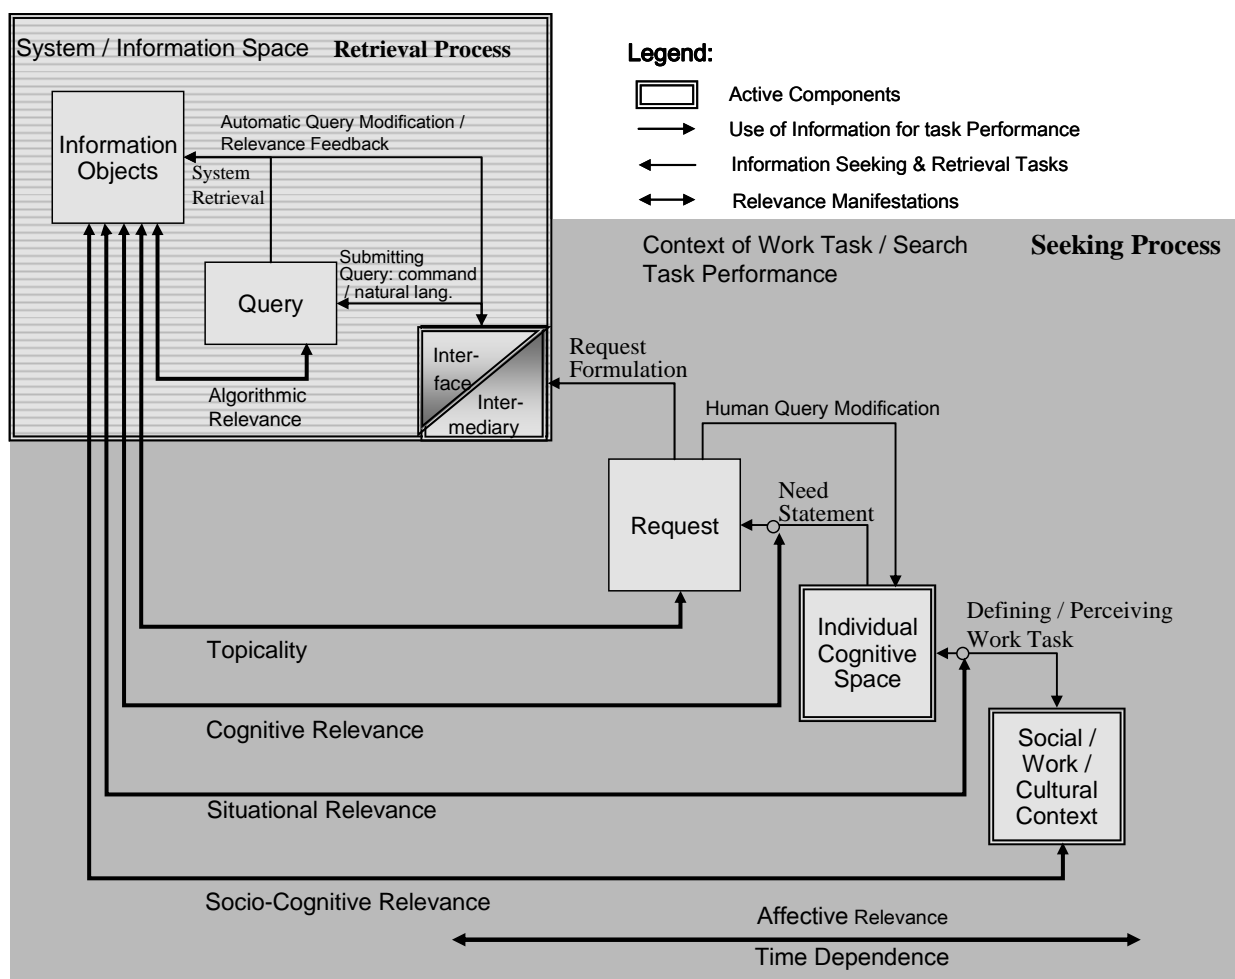 System / Information Space Retrieval Process
Information
Objects
Automatic Query Modification /
Relevance Feedback
System
Retrieval
Submitting
Query: command
/ natural lang.
Query
Algorithmic
Relevance
Inter-
face
Inter-
mediary
Legend:
Active Components
Use of Information for task Performance
Information Seeking & Retrieval Tasks
Relevance Manifestations
Context of Work Task / Search
Task Performance
Seeking Process
Request
Formulation
Human Query Modification
Request
Need
Statement
Individual
Cognitive
Space
Defining / Perceiving
Work Task
Social /
Work /
Cultural
Context
Topicality
Cognitive Relevance
Situational Relevance
Socio-Cognitive Relevance
Affective Relevance
Time Dependence